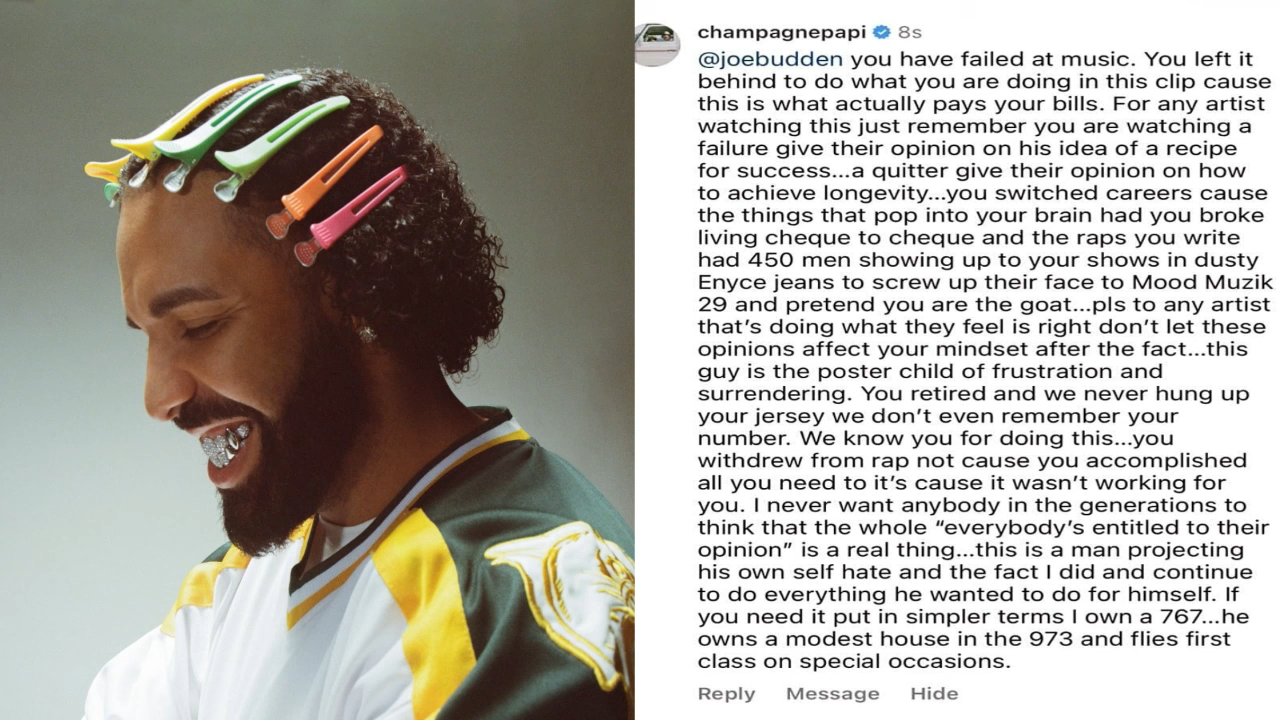 champagnepapi 8s
@joebudden you have failed at music. You left it
behind to do what you are doing in this clip cause
this is what actually pays your bills. For any artist
watching this just remember you are watching a
failure give their opinion on his idea of a recipe
for success...a quitter give their opinion on how
to achieve longevity...you switched careers cause
the things that pop into your brain had you broke
living cheque to cheque and the raps you write
had 450 men showing up to your shows in dusty
Enyce jeans to screw up their face to Mood Muzik
29 and pretend you are the goat...pls to any artist
that’s doing what they feel is right don’t let these
opinions affect your mindset after the fact...this
guy is the poster child of frustration and
surrendering. You retired and we never hung up
your jersey we don’t even remember your
number. We know you for doing this...you
withdrew from rap not cause you accomplished
all you need to it’s cause it wasn’t working for
you. I never want anybody in the generations to
think that the whole “everybody’s entitled to their
opinion” is a real thing...this is a man projecting
his own self hate and the fact I did and continue
to do everything he wanted to do for himself. If
you need it put in simpler terms I own a 767...he
owns a modest house in the 973 and flies first
class on special occasions.
Reply Message Hide